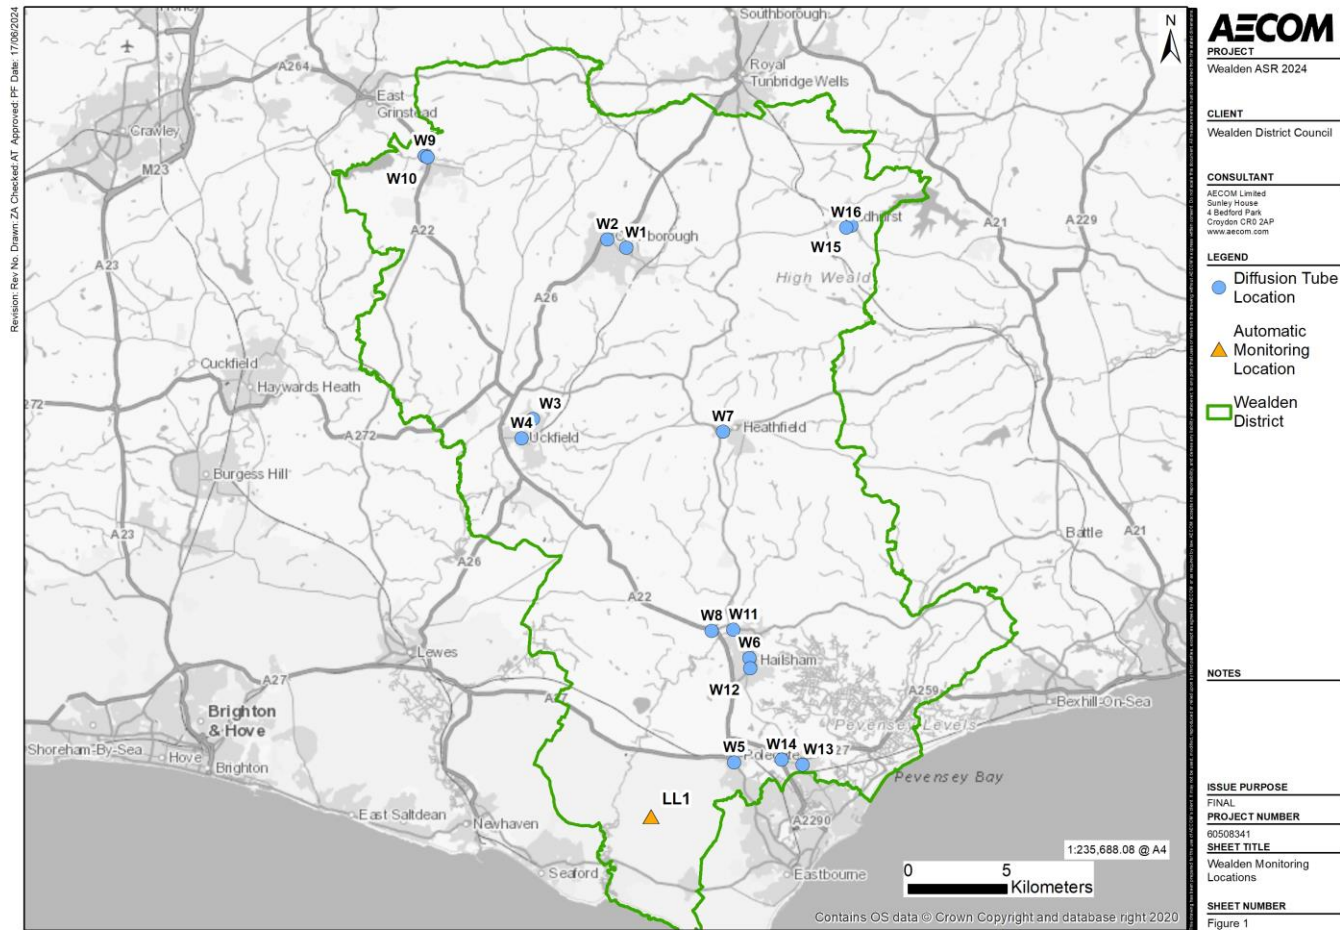 Revision: Rev No. Drawn: ZA Checked:AT Approved: PF Date: 17/06/2024
Horley
Southborough
N
A264
Royal
Tunbridge Wells
East
Grinstead
Crawley
W9
M23
W10
A21
A229
W16
W2
W1
A22
W15
A23
High Weald
A26
Cuckfield
Haywards Heath
W3
272
W4
W7
A272
Uckfield
Heathfield
Burgess Hill
A23
Battle
A21
A26
A22
W8
W11
W6
Lewes
Hailsham
A27
W12
A259
A27
Bexhill-On-Sea
Brighton
& Hove
Pevensey Levels
Shoreham-By-Sea
Hove
W5
W14
27
W13
Brighton
Pevensey Bay
LL1
East Saltdean
Newhaven
A2290
1:235,688.08 @ A4
0 5
Kilometers
Seaford
Eastbourne
Contains OS data © Crown Copyright and database right 2020
AECOM
PROJECT
Wealden ASR 2024
CLIENT
Wealden District Council
CONSULTANT
AECOM Limited
Sunley House
4 Bedford Park
Croydon CR0 2AP
www.aecom.com
LEGEND
Diffusion Tube
Location
Automatic
Monitoring
Location
Wealden
District
NOTES
ISSUE PURPOSE
FINAL
PROJECT NUMBER
60508341
SHEET TITLE
Wealden Monitoring
Locations
SHEET NUMBER
Figure 1